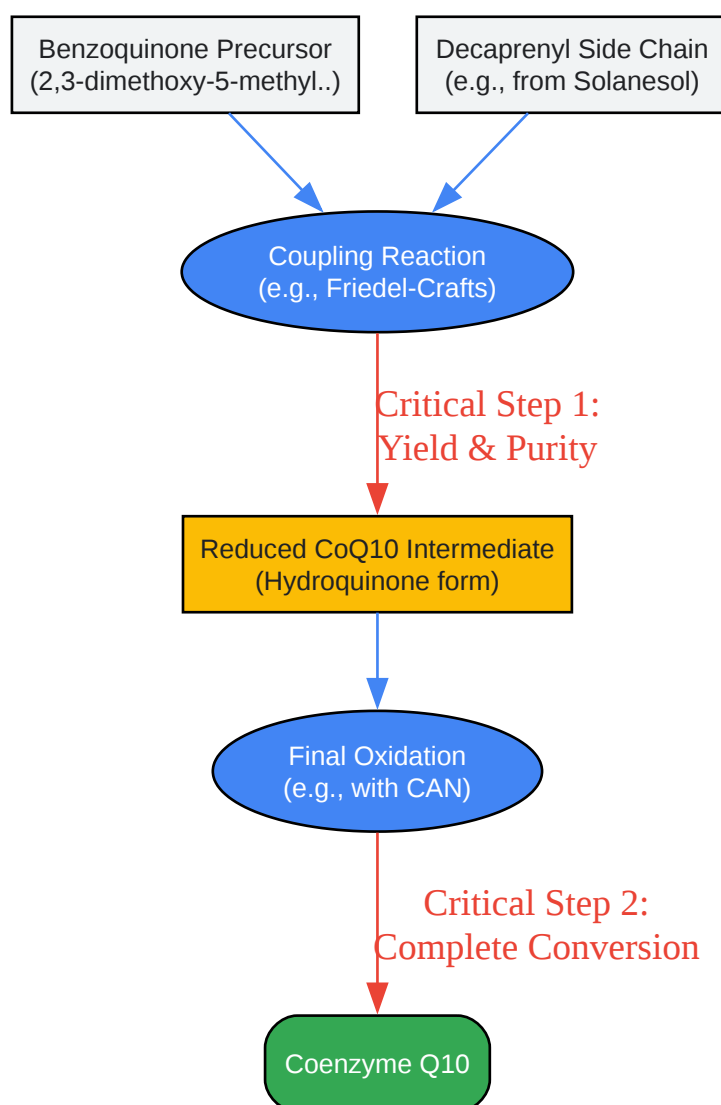 Benzoquinone Precursor
(2,3-dimethoxy-5-methyl..)
Decaprenyl Side Chain
(e.g., from Solanesol)
Coupling Reaction
(e.g., Friedel-Crafts)
Critical Step 1:
Yield & Purity
Reduced CoQ10 Intermediate
(Hydroquinone form)
Final Oxidation
(e.g., with CAN)
Critical Step 2:
Complete Conversion
Coenzyme Q10